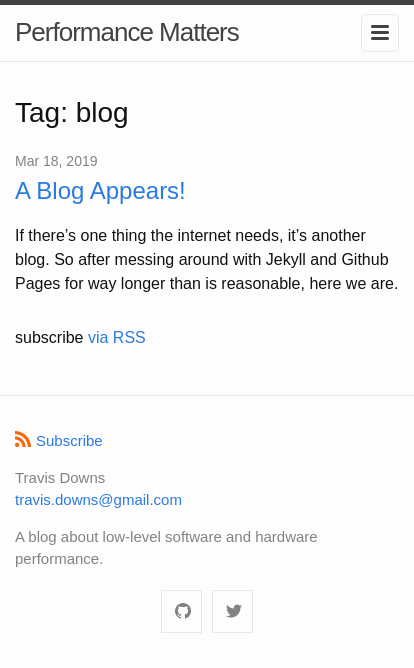 Performance Matters
Tag: blog
Mar 18, 2019
A Blog Appears!
If there’s one thing the internet needs, it’s another
blog. So after messing around with Jekyll and Github
Pages for way longer than is reasonable, here we are.
subscribe via RSS
Subscribe
Travis Downs
travis.downs@gmail.com
A blog about low-level software and hardware
performance.